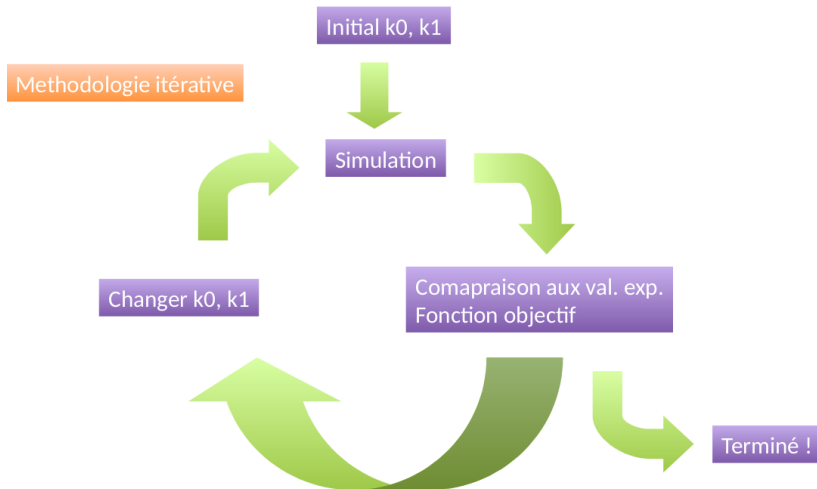 Initial k0, k1
Methodologie itérative
Simulation
Changer k0, k1
Comapraison aux val. exp.
Fonction objectif
Terminé !